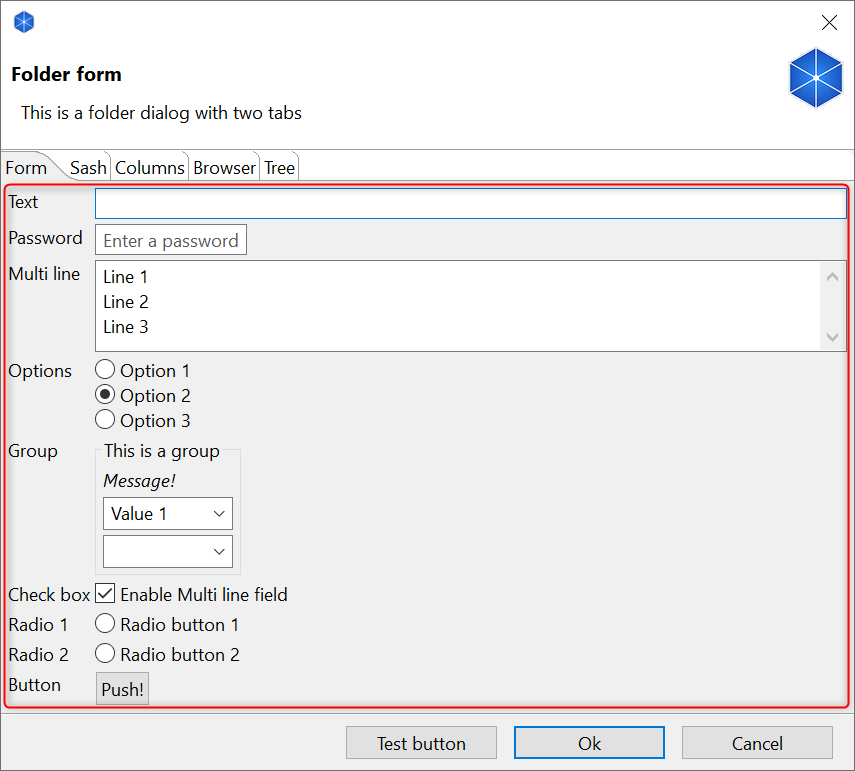 Folder form
This is a folder dialog with two tabs
Form Sash Columns Browser Tree
Text
Password Enter a password
Multi line Line 1
Line 2
Line 3
Options Option 1
Option 2
Option 3
Group This is a group
Message!
Value 1
Check box Enable Multi line field
Radio 1 Radio button 1
Radio 2 Radio button 2
Button Push!
Test button Ok Cancel